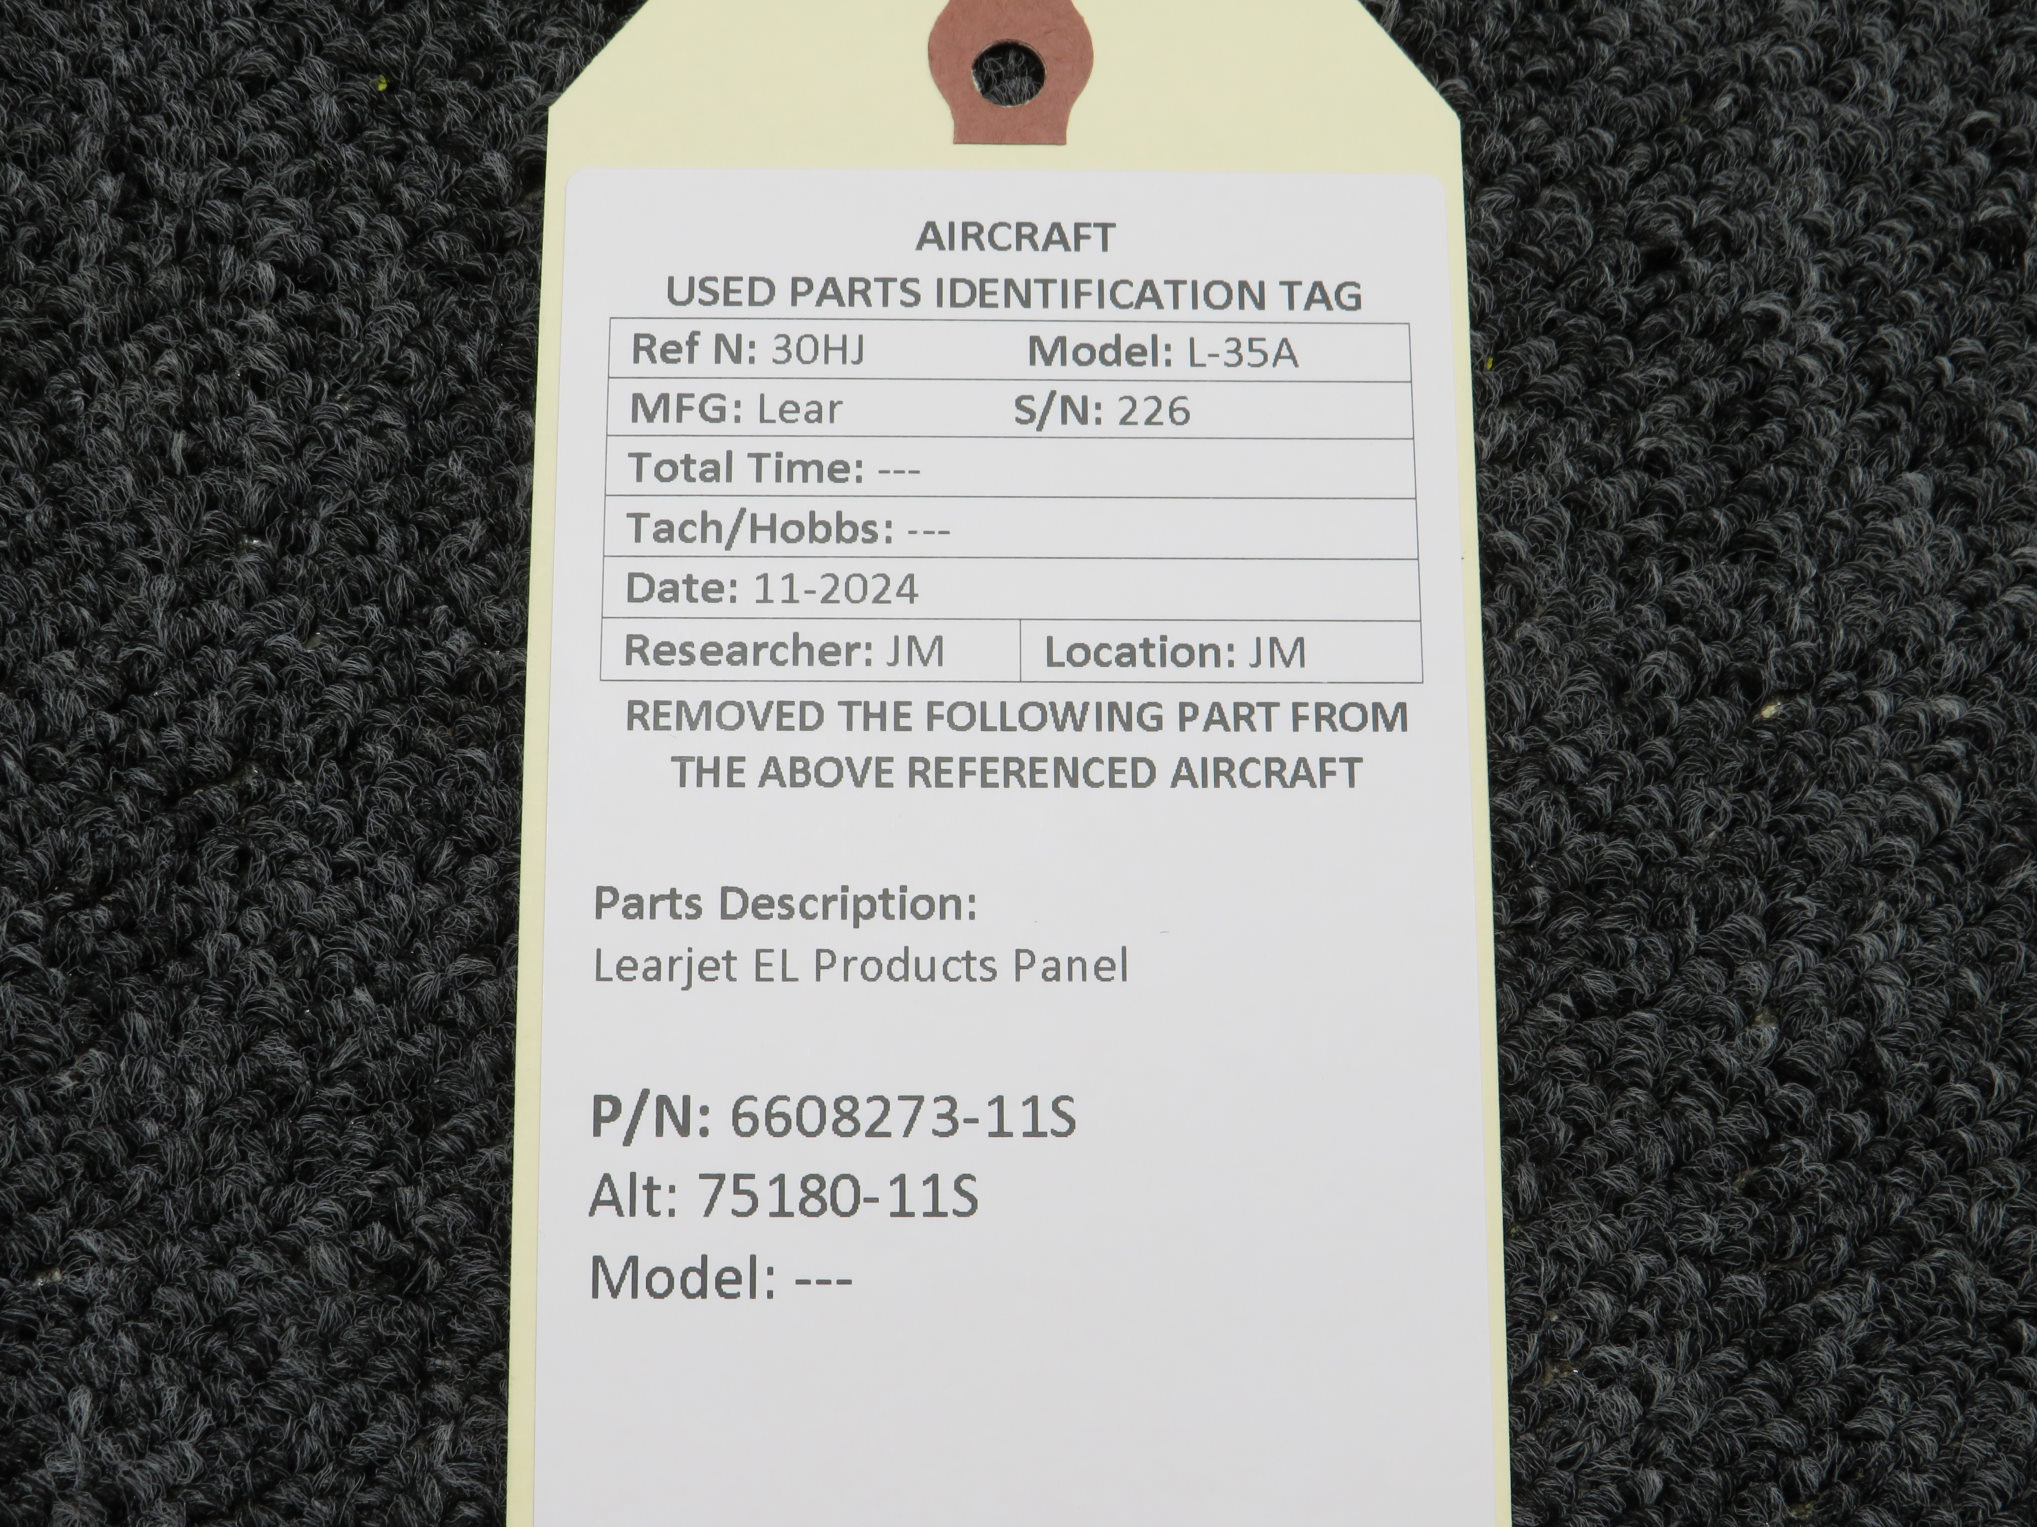 AIRCRAFT
USED PARTS IDENTIFICATION TAG
Ref N: 30HJ Model: L-35A
MFG: Lear S/N: 226
Total Time: ---
Tach/Hobbs: ---
Date: 11-2024
Researcher: JM Location: JM
REMOVED THE FOLLOWING PART FROM
THE ABOVE REFERENCED AIRCRAFT
Parts Description:
Learjet EL Products Panel
P/N: 6608273-11S
Alt: 75180-11S
Model: ---